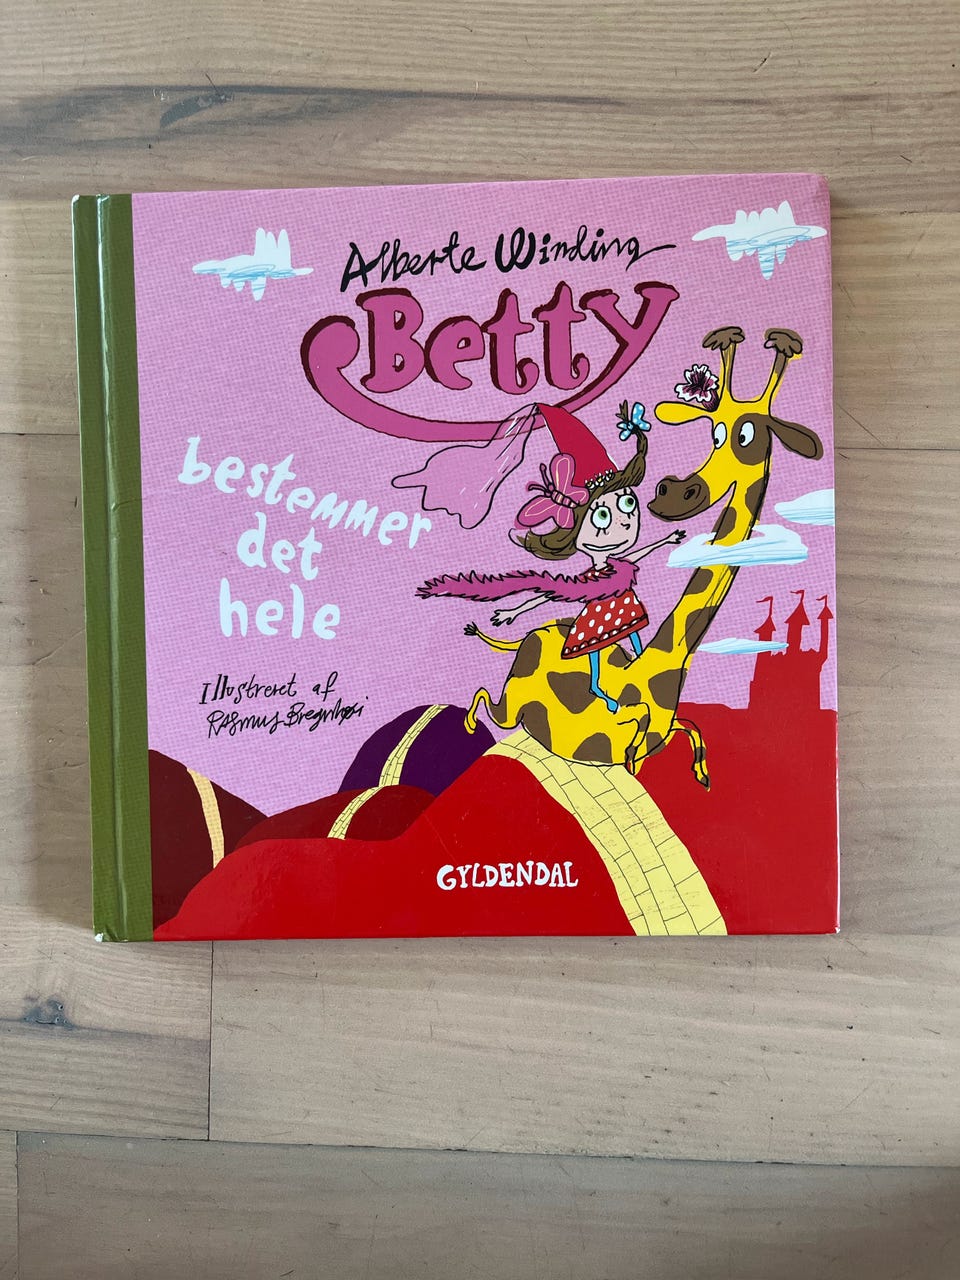 Alberte Winding
Betty
bestemmer
det
hele
Illustreret af
Rasmus Bregnhøi
GYLDENDAL